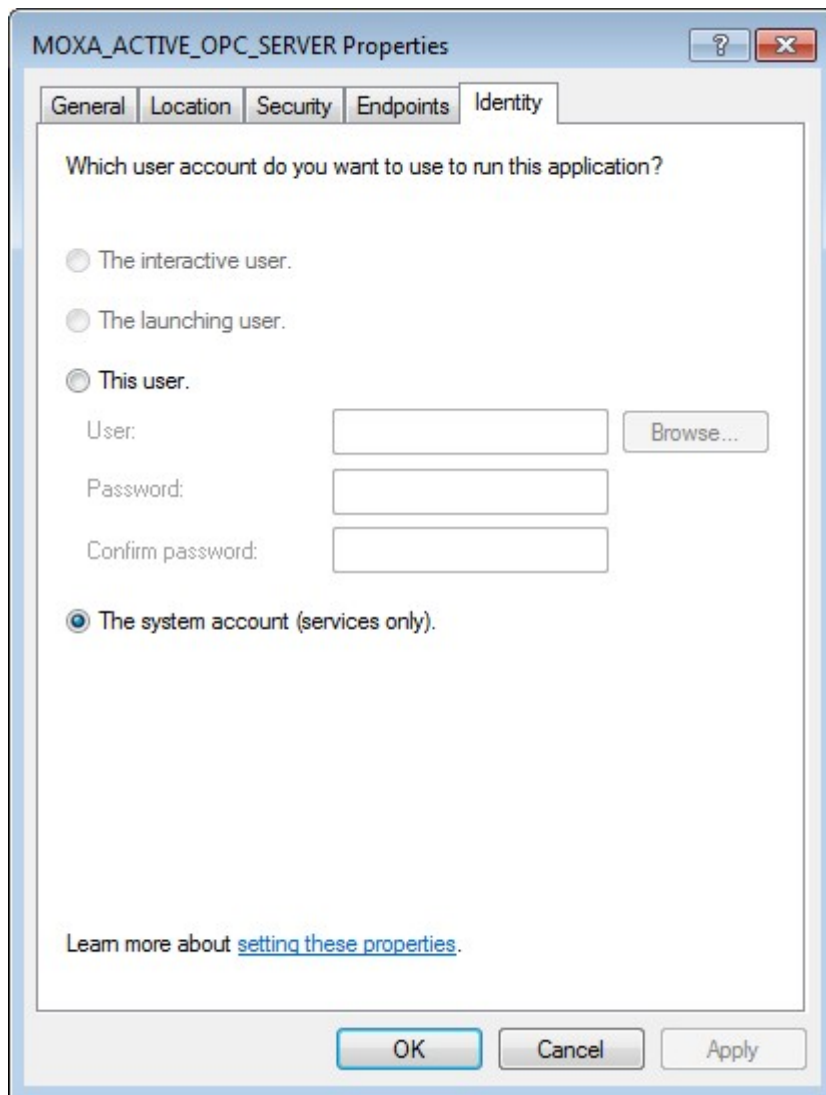 MOXA_ACTIVE_OPC_SERVER Properties
General Location Security Endpoints Identity
Which user account do you want to use to run this application?
The interactive user.
The launching user.
This user.
User:
Browse...
Password:
Confirm password:
The system account (services only).
Learn more about setting these properties.
OK Cancel Apply